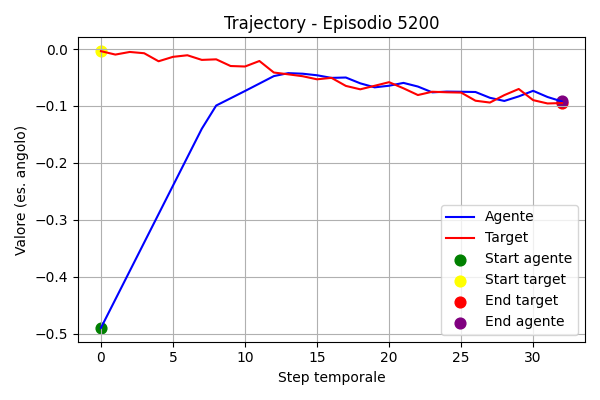 Trajectory - Episodio 5200
Valore (es. angolo)
0.0
−0.1
−0.2
−0.3
−0.4
−0.5
Agente
Target
Start agente
Start target
End target
End agente
0 5 10 15 20 25 30
Step temporale